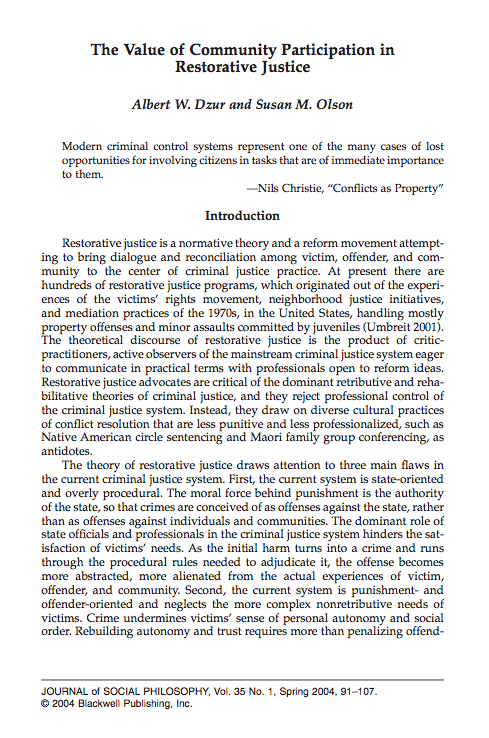 The Value of Community Participation in
Restorative Justice
Albert W. Dzur and Susan M. Olson
Modern criminal control systems represent one of the many cases of lost
opportunities for involving citizens in tasks that are of immediate importance
to them.
—Nils Christie, “Conflicts as Property”
Introduction
Restorative justice is a normative theory and a reform movement attempt-
ing to bring dialogue and reconciliation among victim, offender, and com-
munity to the center of criminal justice practice. At present there are
hundreds of restorative justice programs, which originated out of the experi-
ences of the victims’ rights movement, neighborhood justice initiatives,
and mediation practices of the 1970s, in the United States, handling mostly
property offenses and minor assaults committed by juveniles (Umbreit 2001).
The theoretical discourse of restorative justice is the product of critic-
practitioners, active observers of the mainstream criminal justice system eager
to communicate in practical terms with professionals open to reform ideas.
Restorative justice advocates are critical of the dominant retributive and reha-
bilitative theories of criminal justice, and they reject professional control of
the criminal justice system. Instead, they draw on diverse cultural practices
of conflict resolution that are less punitive and less professionalized, such as
Native American circle sentencing and Maori family group conferencing, as
antidotes.
The theory of restorative justice draws attention to three main flaws in
the current criminal justice system. First, the current system is state-oriented
and overly procedural. The moral force behind punishment is the authority
of the state, so that crimes are conceived of as offenses against the state, rather
than as offenses against individuals and communities. The dominant role of
state officials and professionals in the criminal justice system hinders the sat-
isfaction of victims’ needs. As the initial harm turns into a crime and runs
through the procedural rules needed to adjudicate it, the offense becomes
more abstracted, more alienated from the actual experiences of victim,
offender, and community. Second, the current system is punishment- and
offender-oriented and neglects the more complex nonretributive needs of
victims. Crime undermines victims’ sense of personal autonomy and social
order. Rebuilding autonomy and trust requires more than penalizing offend-
JOURNAL of SOCIAL PHILOSOPHY, Vol. 35 No. 1, Spring 2004, 91–107.
© 2004 Blackwell Publishing, Inc.